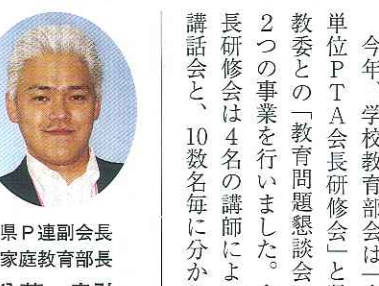 今年、学校教育部会は「
単位PTA会長研修会」と
教委との「教育問題懇談会
2つの事業を行いました。
長研修会は4名の講師によ
講話会と、10数名毎に分か
県P連副会長
家庭教育部長